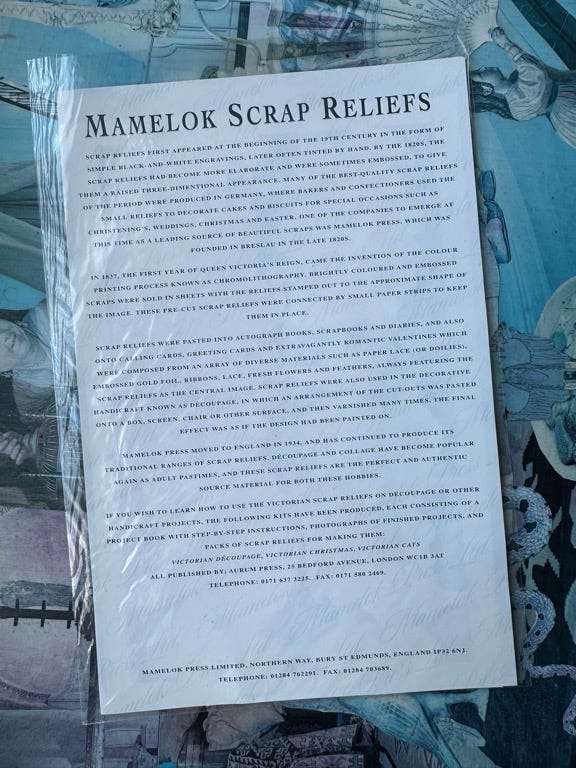 MAMELOK SCRAP RELIEFS
SCRAP RELIEFS FIRST APPEARED AT THE BEGINNING OF THE 19TH CENTURY IN THE FORM OF
SIMPLE BLACK-AND-WHITE ENGRAVINGS, LATER OFTEN TINTED BY HAND. BY THE 1820S, THE
SCRAP RELIEFS HAD BECOME MORE ELABORATE AND WERE SOMETIMES EMBOSSED, TO GIVE
THEM A RAISED THREE-DIMENTIONAL APPEARANCE. MANY OF THE BEST-QUALITY SCRAP RELIEFS
OF THE PERIOD WERE PRODUCED IN GERMANY, WHERE BAKERS AND CONFECTIONERS USED THE
SMALL RELIEFS TO DECORATE CAKES AND BISCUITS FOR SPECIAL OCCASIONS SUCH AS
CHRISTENING'S, WEDDINGS, CHRISTMAS AND EASTER. ONE OF THE COMPANIES TO EMERGE AT
THIS TIME AS A LEADING SOURCE OF BEAUTIFUL SCRAPS WAS MAMELOK PRESS, WHICH WAS
FOUNDED IN BRESLAU IN THE LATE 1820S.
IN 1837, THE FIRST YEAR OF QUEEN VICTORIA'S REIGN, CAME THE INVENTION OF THE COLOUR
PRINTING PROCESS KNOWN AS CHROMOLITHOGRAPHY. BRIGHTLY COLOURED AND EMBOSSED
SCRAPS WERE SOLD IN SHEETS WITH THE RELIEFS STAMPED OUT TO THE APPROXIMATE SHAPE OF
THE IMAGE. THESE PRE-CUT SCRAP RELIEFS WERE CONNECTED BY SMALL PAPER STRIPS TO KEEP
THEM IN PLACE.
SCRAP RELIEFS WERE PASTED INTO AUTOGRAPH BOOKS, SCRAPBOOKS AND DIARIES, AND ALSO
ONTO CALLING CARDS, GREETING CARDS AND EXTRAVAGANTLY ROMANTIC VALENTINES WHICH
WERE COMPOSED FROM AN ARRAY OF DIVERSE MATERIALS SUCH AS PAPER LACE (OR DOILIES),
EMBOSSED GOLD FOIL, RIBBONS, LACE, FRESH FLOWERS AND FEATHERS, ALWAYS FEATURING THE
SCRAP RELIEFS AS THE CENTRAL IMAGE. SCRAP RELIEFS WERE ALSO USED IN THE DECORATIVE
HANDICRAFT KNOWN AS DÉCOUPAGE, IN WHICH AN ARRANGEMENT OF THE CUT-OUTS WAS PASTED
ONTO A BOX, SCREEN, CHAIR OR OTHER SURFACE, AND THEN VARNISHED MANY TIMES. THE FINAL
EFFECT WAS AS IF THE DESIGN HAD BEEN PAINTED ON.
MAMELOK PRESS MOVED TO ENGLAND IN 1934, AND HAS CONTINUED TO PRODUCE ITS
TRADITIONAL RANGES OF SCRAP RELIEFS. DÉCOUPAGE AND COLLAGE HAVE BECOME POPULAR
AGAIN AS ADULT PASTIMES, AND THESE SCRAP RELIEFS ARE THE PERFECT AND AUTHENTIC
SOURCE MATERIAL FOR BOTH THESE HOBBIES.
IF YOU WISH TO LEARN HOW TO USE THE VICTORIAN SCRAP RELIEFS ON DÉCOUPAGE OR OTHER
HANDICRAFT PROJECTS, THE FOLLOWING KITS HAVE BEEN PRODUCED, EACH CONSISTING OF A
PROJECT BOOK WITH STEP-BY-STEP INSTRUCTIONS, PHOTOGRAPHS OF FINISHED PROJECTS, AND
PACKS OF SCRAP RELIEFS FOR MAKING THEM:
VICTORIAN DÉCOUPAGE, VICTORIAN CHRISTMAS, VICTORIAN CATS
ALL PUBLISHED BY: AURUM PRESS, 25 BEDFORD AVENUE, LONDON WC1B 3AT
TELEPHONE: 0171 637 3225. FAX: 0171 580 2469.
MAMELOK PRESS LIMITED, NORTHERN WAY, BURY ST EDMUNDS, ENGLAND IP32 6NJ.
TELEPHONE: 01284 762291. FAX: 01284 703689.